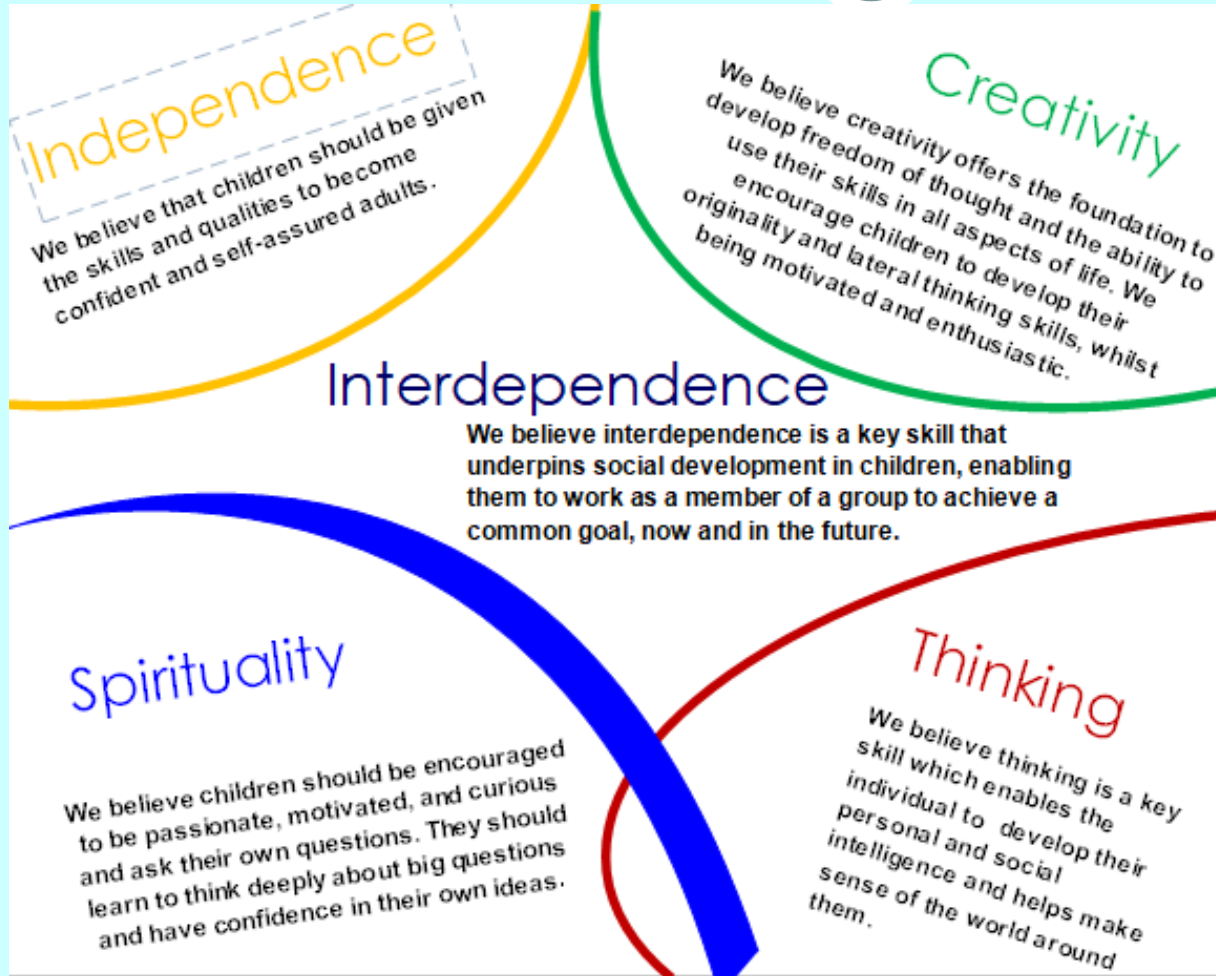 Independence
We believe that children should be given
the skills and qualities to become
confident and self-assured adults.
Creativity
We believe creativity offers the foundation to
develop freedom of thought and the ability to
use their skills in all aspects of life. We
encourage children to develop their
originality and lateral thinking skills, whilst
being motivated and enthusiastic.
Interdependence
We believe interdependence is a key skill that
underpins social development in children, enabling
them to work as a member of a group to achieve a
common goal, now and in the future.
Spirituality
We believe children should be encouraged
to be passionate, motivated, and curious
and ask their own questions. They should
learn to think deeply about big questions
and have confidence in their own ideas.
Thinking
We believe thinking is a key
skill which enables the
individual to develop their
personal and social
intelligence and helps make
sense of the world around
them.